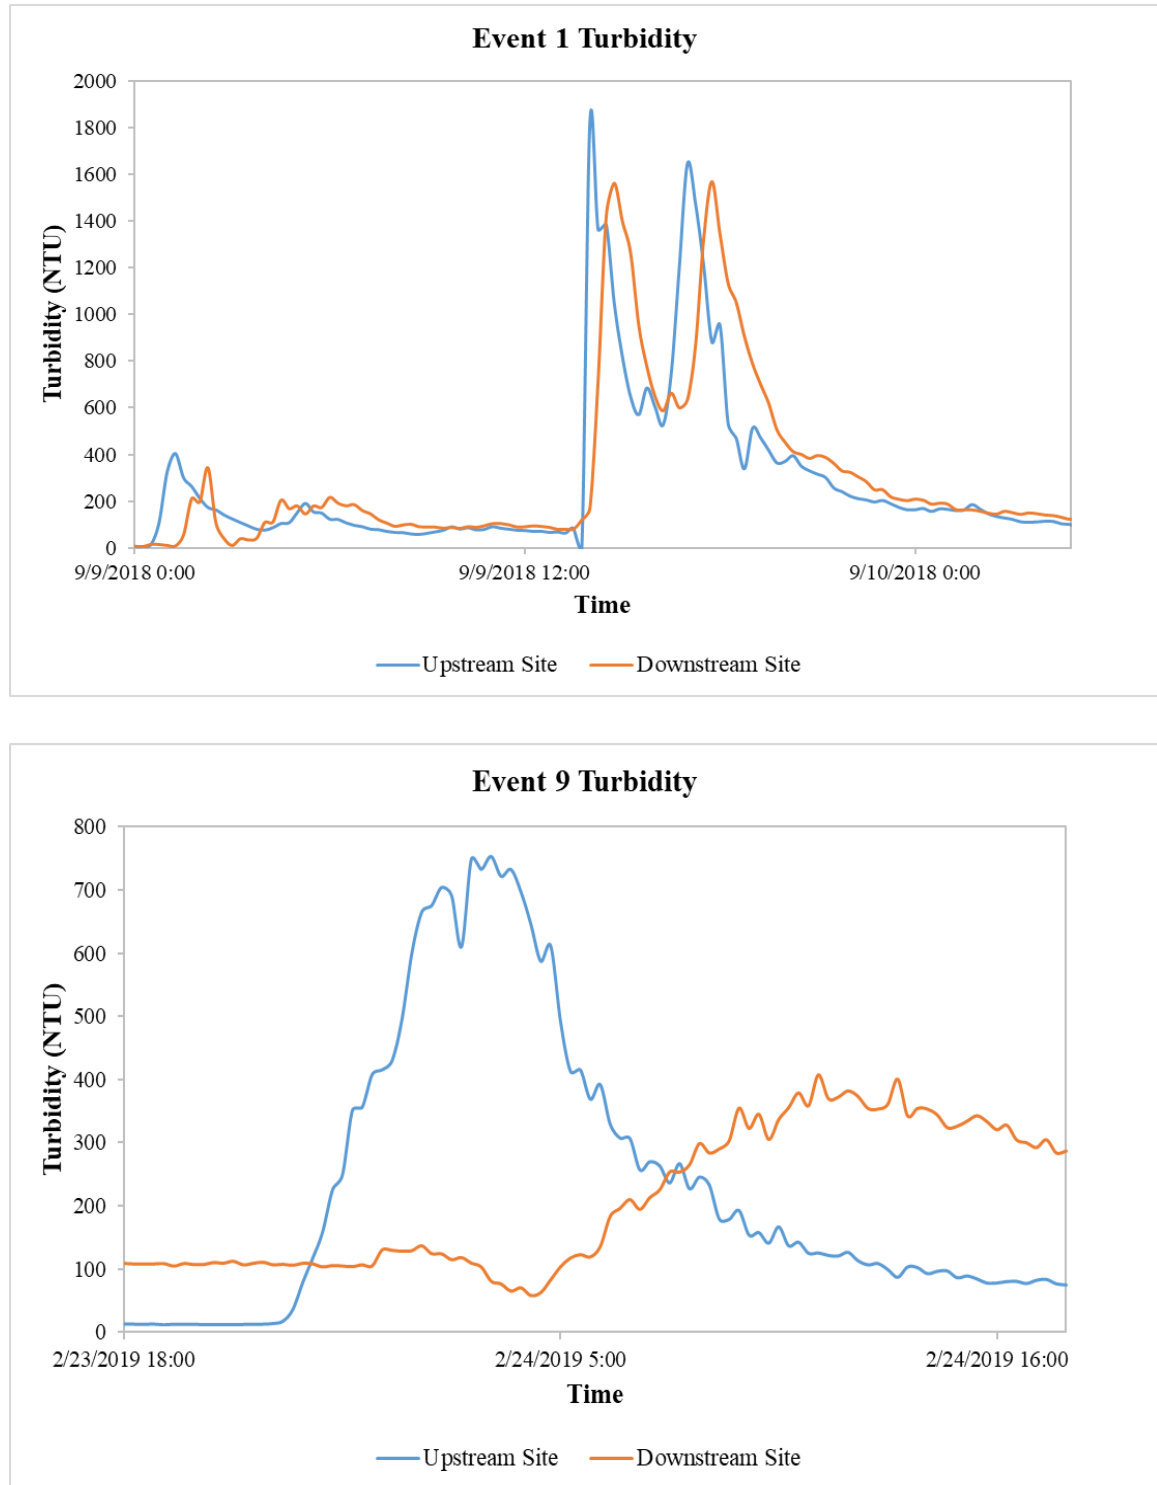 Event 1 Turbidity
2000
1800
1600
1400
1200
1000
800
600
400
200
0
Turbidity (NTU)
9/9/2018 0:00
9/9/2018 12:00
9/10/2018 0:00
Time
Upstream Site
Downstream Site
Event 9 Turbidity
800
700
600
500
400
300
200
100
0
Turbidity (NTU)
2/23/2019 18:00
2/24/2019 5:00
2/24/2019 16:00
Time
Upstream Site
Downstream Site